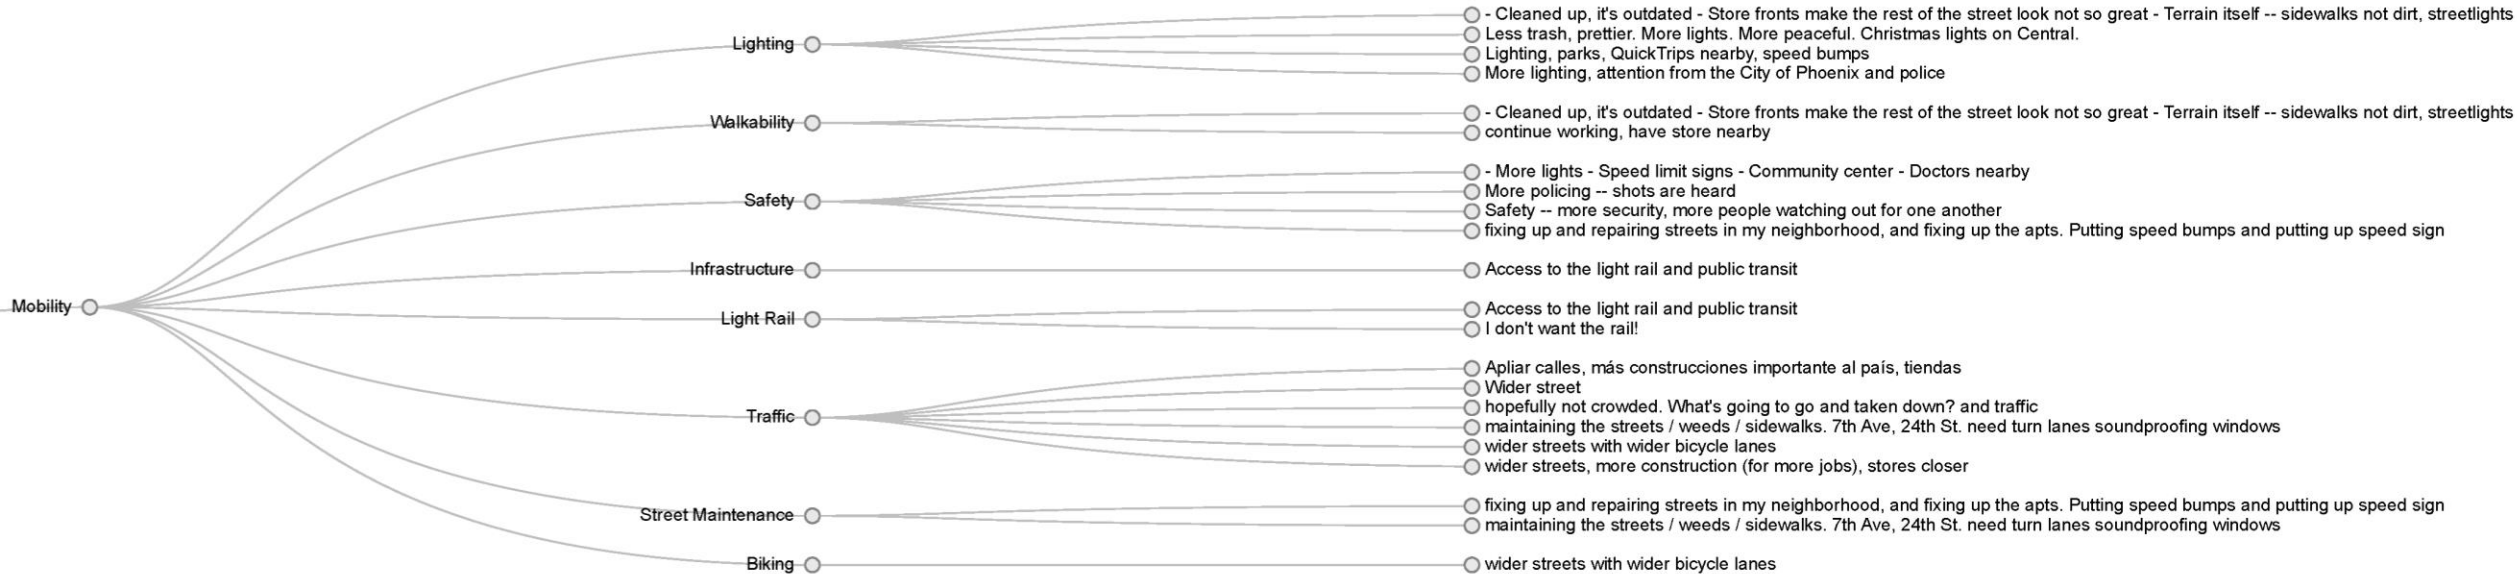 Mobility
Lighting
- Cleaned up, it's outdated - Store fronts make the rest of the street look not so great - Terrain itself -- sidewalks not dirt, streetlights
Less trash, prettier. More lights. More peaceful. Christmas lights on Central.
Lighting, parks, QuickTrips nearby, speed bumps
More lighting, attention from the City of Phoenix and police
Walkability
- Cleaned up, it's outdated - Store fronts make the rest of the street look not so great - Terrain itself -- sidewalks not dirt, streetlights
continue working, have store nearby
Safety
- More lights - Speed limit signs - Community center - Doctors nearby
More policing -- shots are heard
Safety -- more security, more people watching out for one another
fixing up and repairing streets in my neighborhood, and fixing up the apts. Putting speed bumps and putting up speed sign
Infrastructure
Access to the light rail and public transit
Light Rail
Access to the light rail and public transit
I don't want the rail!
Traffic
Apliar calles, más construcciones importante al país, tiendas
Wider street
hopefully not crowded. What's going to go and taken down? and traffic
maintaining the streets / weeds / sidewalks. 7th Ave, 24th St. need turn lanes soundproofing windows
wider streets with wider bicycle lanes
wider streets, more construction (for more jobs), stores closer
Street Maintenance
fixing up and repairing streets in my neighborhood, and fixing up the apts. Putting speed bumps and putting up speed sign
maintaining the streets / weeds / sidewalks. 7th Ave, 24th St. need turn lanes soundproofing windows
Biking
wider streets with wider bicycle lanes